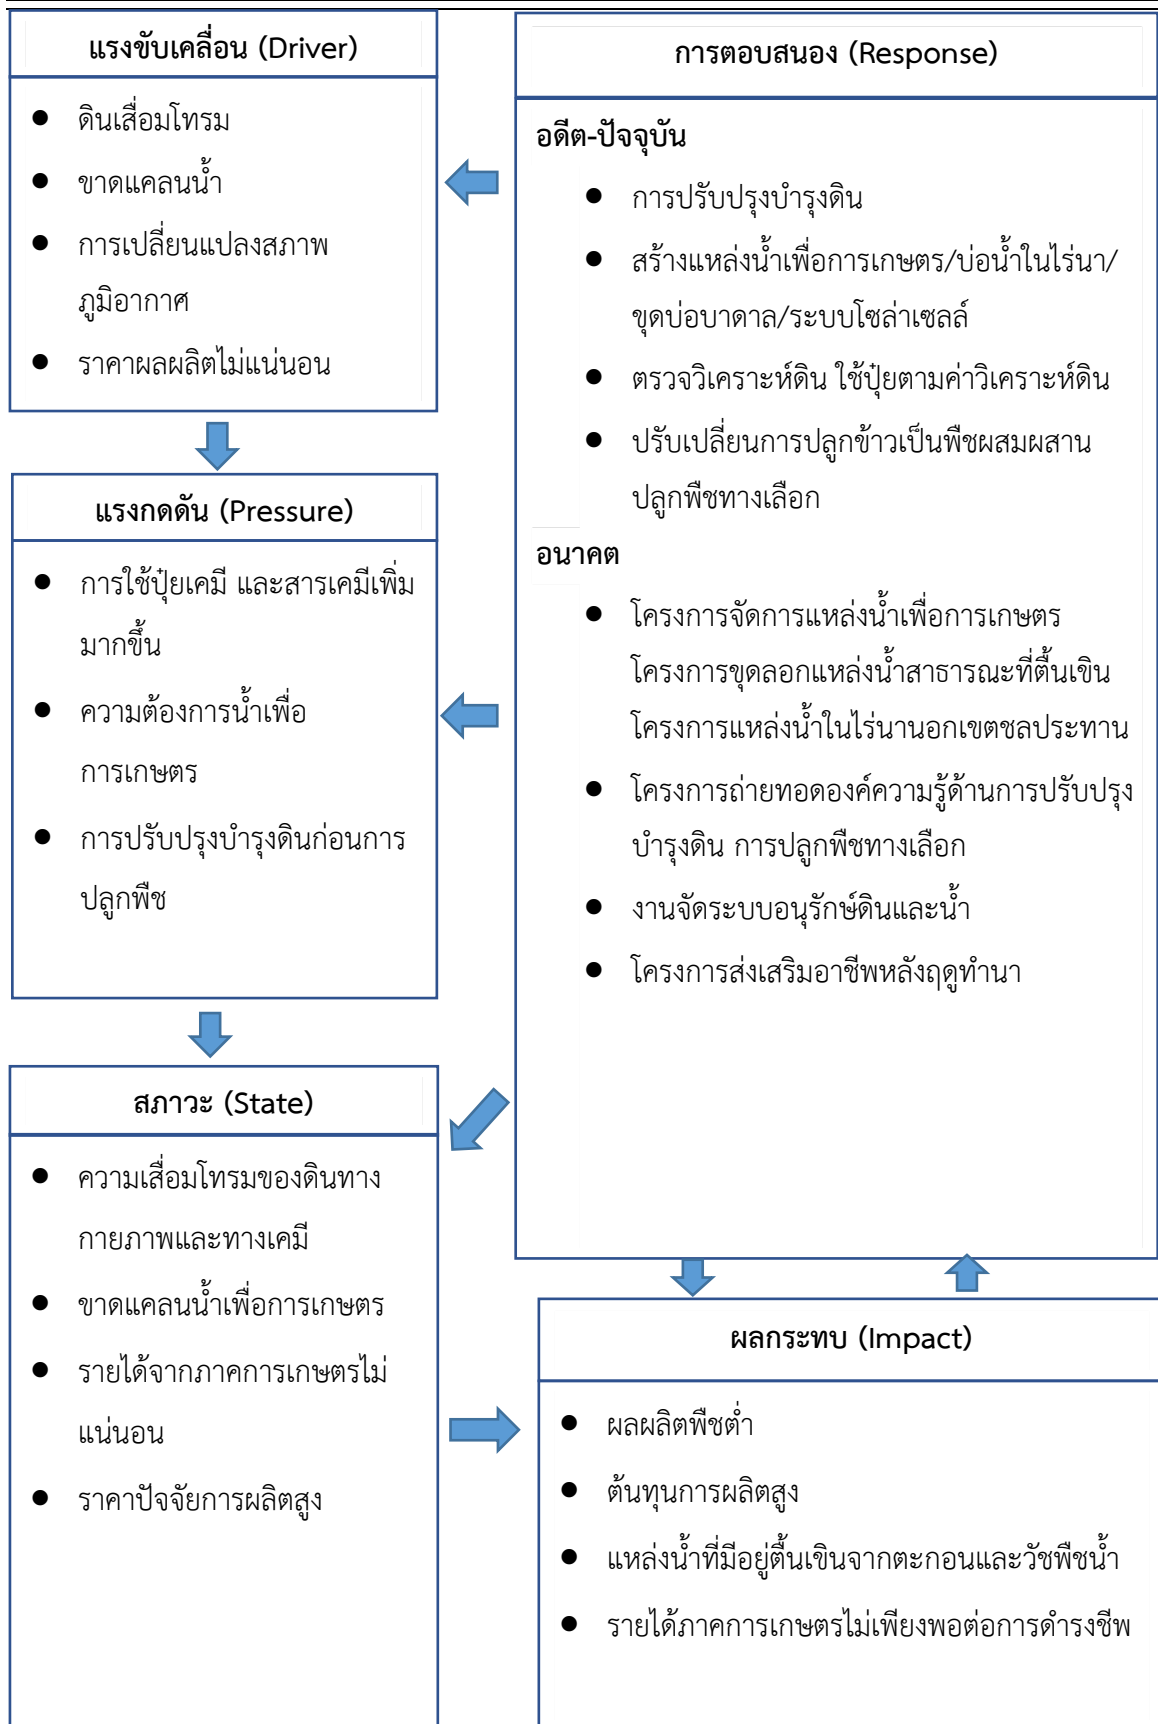 แรงขับเคลื่อน (Driver)
● ดินเสื่อมโทรม
● ขาดแคลนน้ำ
● การเปลี่ยนแปลงสภาพ
ภูมิอากาศ
● ราคาผลผลิตไม่แน่นอน
แรงกดดัน (Pressure)
● การใช้ปุ๋ยเคมี และสารเคมีเพิ่ม
มากขึ้น
● ความต้องการน้ำเพื่อ
การเกษตร
● การปรับปรุงบำรุงดินก่อนการ
ปลูกพืช
สภาวะ (State)
● ความเสื่อมโทรมของดินทาง
กายภาพและทางเคมี
● ขาดแคลนน้ำเพื่อการเกษตร
● รายได้จากภาคการเกษตรไม่
แน่นอน
● ราคาปัจจัยการผลิตสูง
การตอบสนอง (Response)
อดีต-ปัจจุบัน
● การปรับปรุงบำรุงดิน
● สร้างแหล่งน้ำเพื่อการเกษตร/บ่อน้ำในไร่นา/
ขุดบ่อบาดาล/ระบบโซล่าเซลล์
● ตรวจวิเคราะห์ดิน ใช้ปุ๋ยตามค่าวิเคราะห์ดิน
● ปรับเปลี่ยนการปลูกข้าวเป็นพืชผสมผสาน
ปลูกพืชทางเลือก
อนาคต
● โครงการจัดการแหล่งน้ำเพื่อการเกษตร
โครงการขุดลอกแหล่งน้ำสาธารณะที่ตื้นเขิน
โครงการแหล่งน้ำในไร่นานอกเขตชลประทาน
● โครงการถ่ายทอดองค์ความรู้ด้านการปรับปรุง
บำรุงดิน การปลูกพืชทางเลือก
● งานจัดระบบอนุรักษ์ดินและน้ำ
● โครงการส่งเสริมอาชีพหลังฤดูทำนา
ผลกระทบ (Impact)
● ผลผลิตพืชต่ำ
● ต้นทุนการผลิตสูง
● แหล่งน้ำที่มีอยู่ตื้นเขินจากตะกอนและวัชพืชน้ำ
● รายได้ภาคการเกษตรไม่เพียงพอต่อการดำรงชีพ